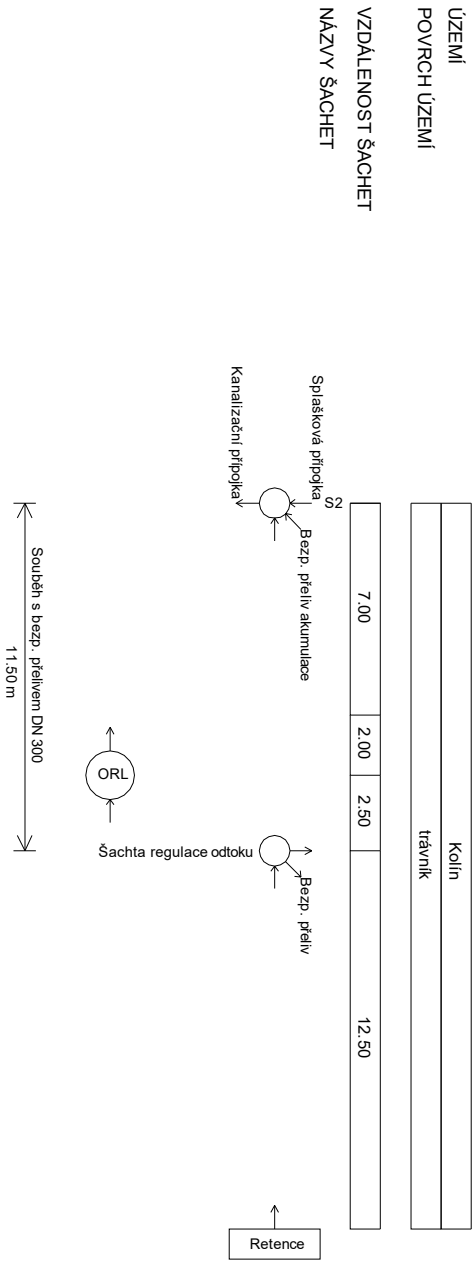 ÚZEMÍ
Kolín
POVRCH ÚZEMÍ
trávník
VZDÁLENOST ŠACHET
7.00
2.00
2.50
12.50
NÁZVY ŠACHET
S2
Splašková přípojka
Bezp. přeliv akumulace
Kanalizační přípojka
Bezp. přeliv
Šachta regulace odtoku
Retence
ORL
Souběh s bezp. přelivem DN 300
11.50 m